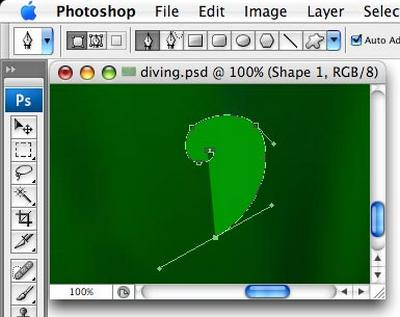 Photoshop File Edit Image Layer Selec
Auto Ad
diving.psd @ 100% (Shape 1, RGB/8)
Ps
100%